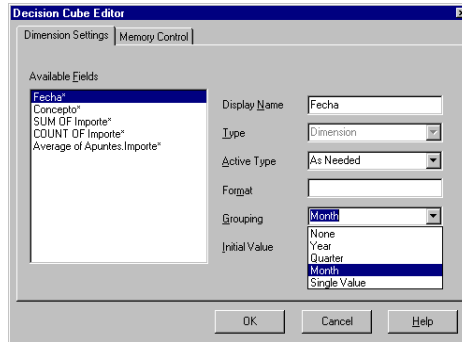 Decision Cube Editor
Dimension Settings
Memory Control
Available Fields
Fecha*
Concepto*
SUM OF Importe*
COUNT OF Importe*
Average of Apuntes.Importe*
Display Name
Fecha
Type
Dimension
Active Type
As Needed
Format
Grouping
Month
None
Year
Quarter
Month
Single Value
Initial Value
OK
Cancel
Help